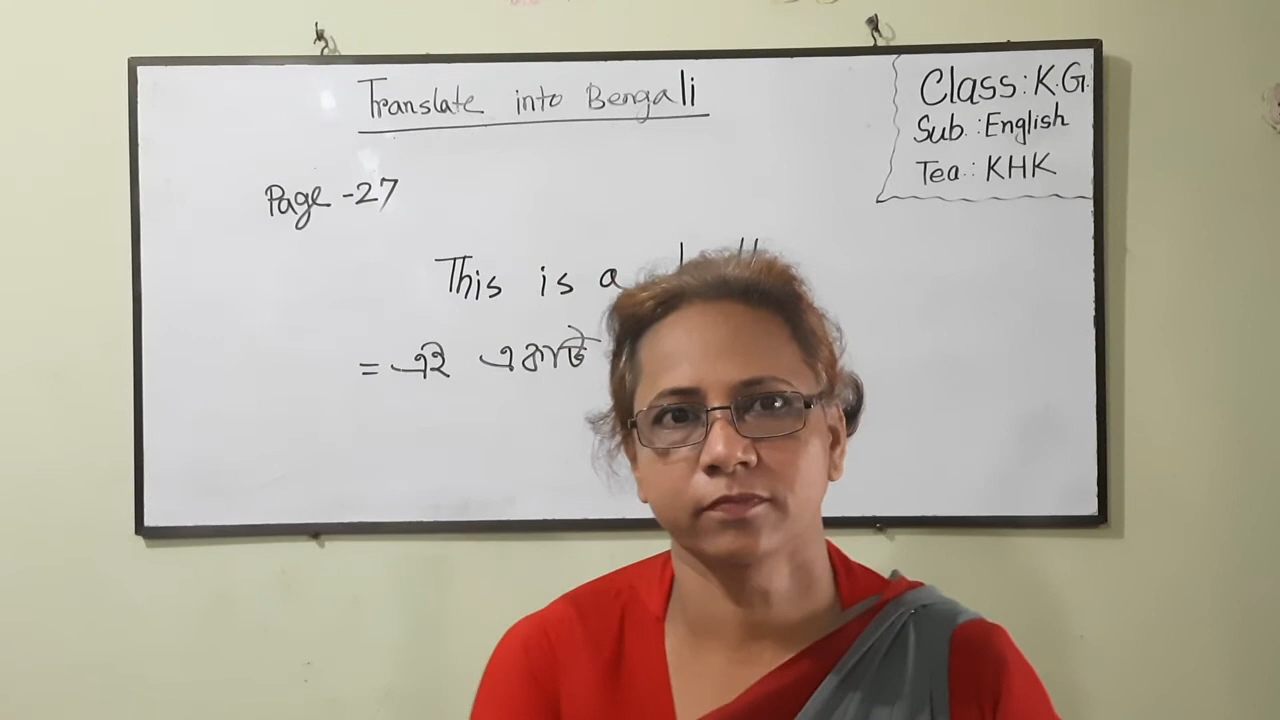 Translate into Bengali
Class: K.G.
Sub.: English
Tea.: KHK
Page -27
This is a
= এই একটি